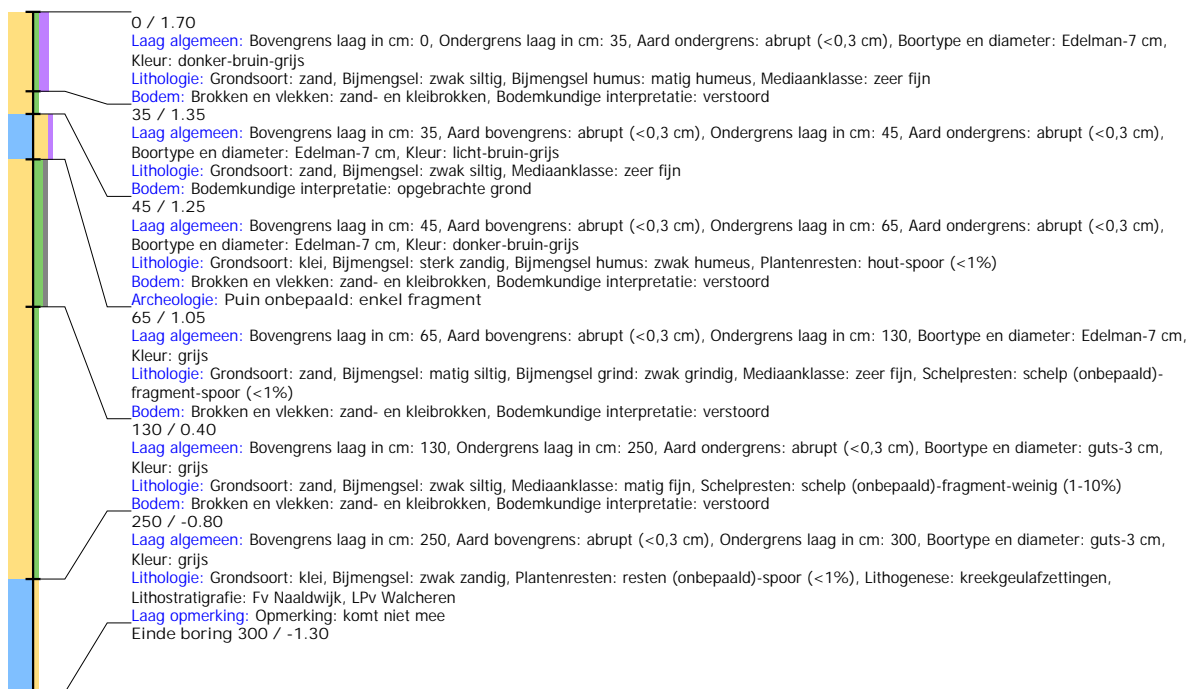 0 / 1.70
Laag algemeen: Bovengrens laag in cm: 0, Ondergrens laag in cm: 35, Aard ondergrens: abrupt (<0,3 cm), Boortype en diameter: Edelman-7 cm,
Kleur: donker-bruin-grijs
Lithologie: Grondsoort: zand, Bijmengsel: zwak siltig, Bijmengsel humus: matig humeus, Mediaanklasse: zeer fijn
Bodem: Brokken en vlekken: zand- en kleibrokken, Bodemkundige interpretatie: verstoord
35 / 1.35
Laag algemeen: Bovengrens laag in cm: 35, Aard bovengrens: abrupt (<0,3 cm), Ondergrens laag in cm: 45, Aard ondergrens: abrupt (<0,3 cm),
Boortype en diameter: Edelman-7 cm, Kleur: licht-bruin-grijs
Lithologie: Grondsoort: zand, Bijmengsel: zwak siltig, Mediaanklasse: zeer fijn
Bodem: Bodemkundige interpretatie: opgebrachte grond
45 / 1.25
Laag algemeen: Bovengrens laag in cm: 45, Aard bovengrens: abrupt (<0,3 cm), Ondergrens laag in cm: 65, Aard ondergrens: abrupt (<0,3 cm),
Boortype en diameter: Edelman-7 cm, Kleur: donker-bruin-grijs
Lithologie: Grondsoort: klei, Bijmengsel: sterk zandig, Bijmengsel humus: zwak humeus, Plantenresten: hout-spoor (<1%)
Bodem: Brokken en vlekken: zand- en kleibrokken, Bodemkundige interpretatie: verstoord
Archeologie: Puin onbepaald: enkel fragment
65 / 1.05
Laag algemeen: Bovengrens laag in cm: 65, Aard bovengrens: abrupt (<0,3 cm), Ondergrens laag in cm: 130, Boortype en diameter: Edelman-7 cm,
Kleur: grijs
Lithologie: Grondsoort: zand, Bijmengsel: matig siltig, Bijmengsel grind: zwak grindig, Mediaanklasse: zeer fijn, Schelpresten: schelp (onbepaald)-
fragment-spoor (<1%)
Bodem: Brokken en vlekken: zand- en kleibrokken, Bodemkundige interpretatie: verstoord
130 / 0.40
Laag algemeen: Bovengrens laag in cm: 130, Ondergrens laag in cm: 250, Aard ondergrens: abrupt (<0,3 cm), Boortype en diameter: guts-3 cm,
Kleur: grijs
Lithologie: Grondsoort: zand, Bijmengsel: zwak siltig, Mediaanklasse: matig fijn, Schelpresten: schelp (onbepaald)-fragment-weinig (1-10%)
Bodem: Brokken en vlekken: zand- en kleibrokken, Bodemkundige interpretatie: verstoord
250 / -0.80
Laag algemeen: Bovengrens laag in cm: 250, Aard bovengrens: abrupt (<0,3 cm), Ondergrens laag in cm: 300, Boortype en diameter: guts-3 cm,
Kleur: grijs
Lithologie: Grondsoort: klei, Bijmengsel: zwak zandig, Plantenresten: resten (onbepaald)-spoor (<1%), Lithogenese: kreekgeulafzettingen,
Lithostratigrafie: Fv Naaldwijk, LPv Walcheren
Laag opmerking: Opmerking: komt niet mee
Einde boring 300 / -1.30